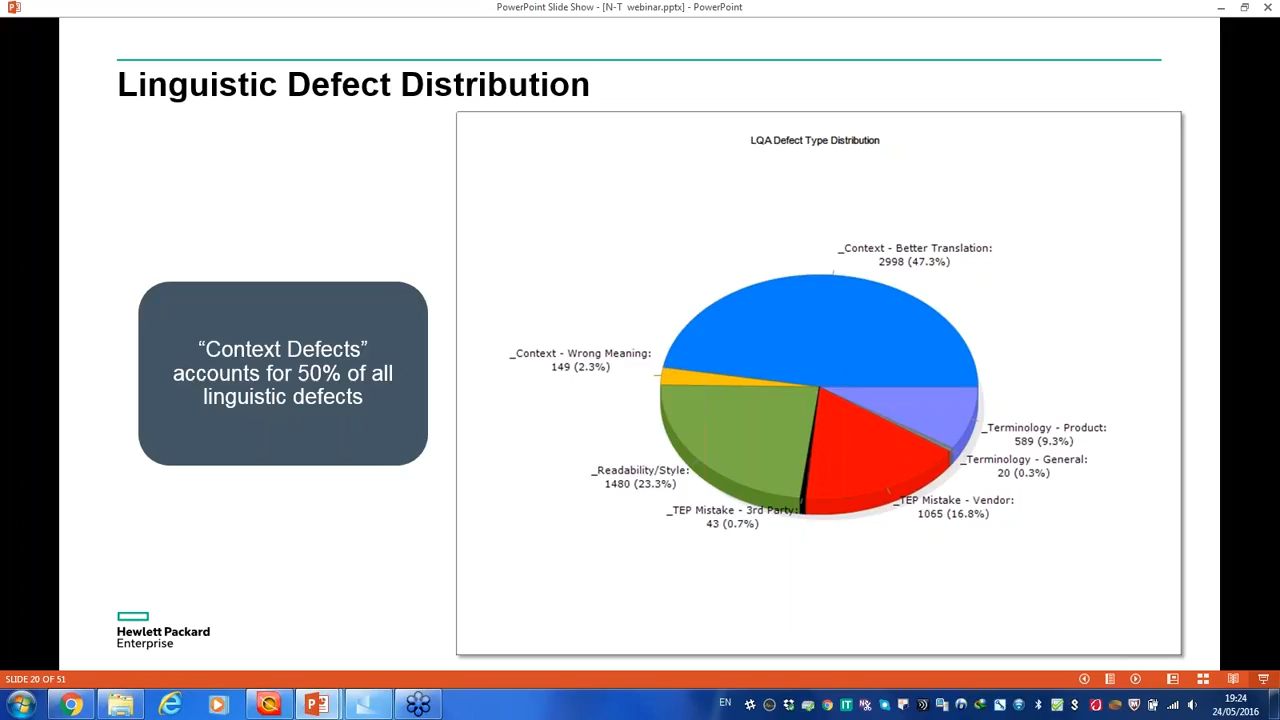 PowerPoint Slide Show - [N-T webinar.pptx] - PowerPoint
Linguistic Defect Distribution
LQA Defect Type Distribution
_Context - Better Translation:
2998 (47.3%)
“Context Defects”
accounts for 50% of all
linguistic defects
_Context - Wrong Meaning:
149 (2.3%)
_Terminology - Product:
589 (9.3%)
_Terminology - General:
20 (0.3%)
_Readability/Style:
1480 (23.3%)
_TEP Mistake - Vendor:
1065 (16.8%)
_TEP Mistake - 3rd Party:
43 (0.7%)
Hewlett Packard
Enterprise
SLIDE 20 OF 51
EN
19:24
24/05/2016